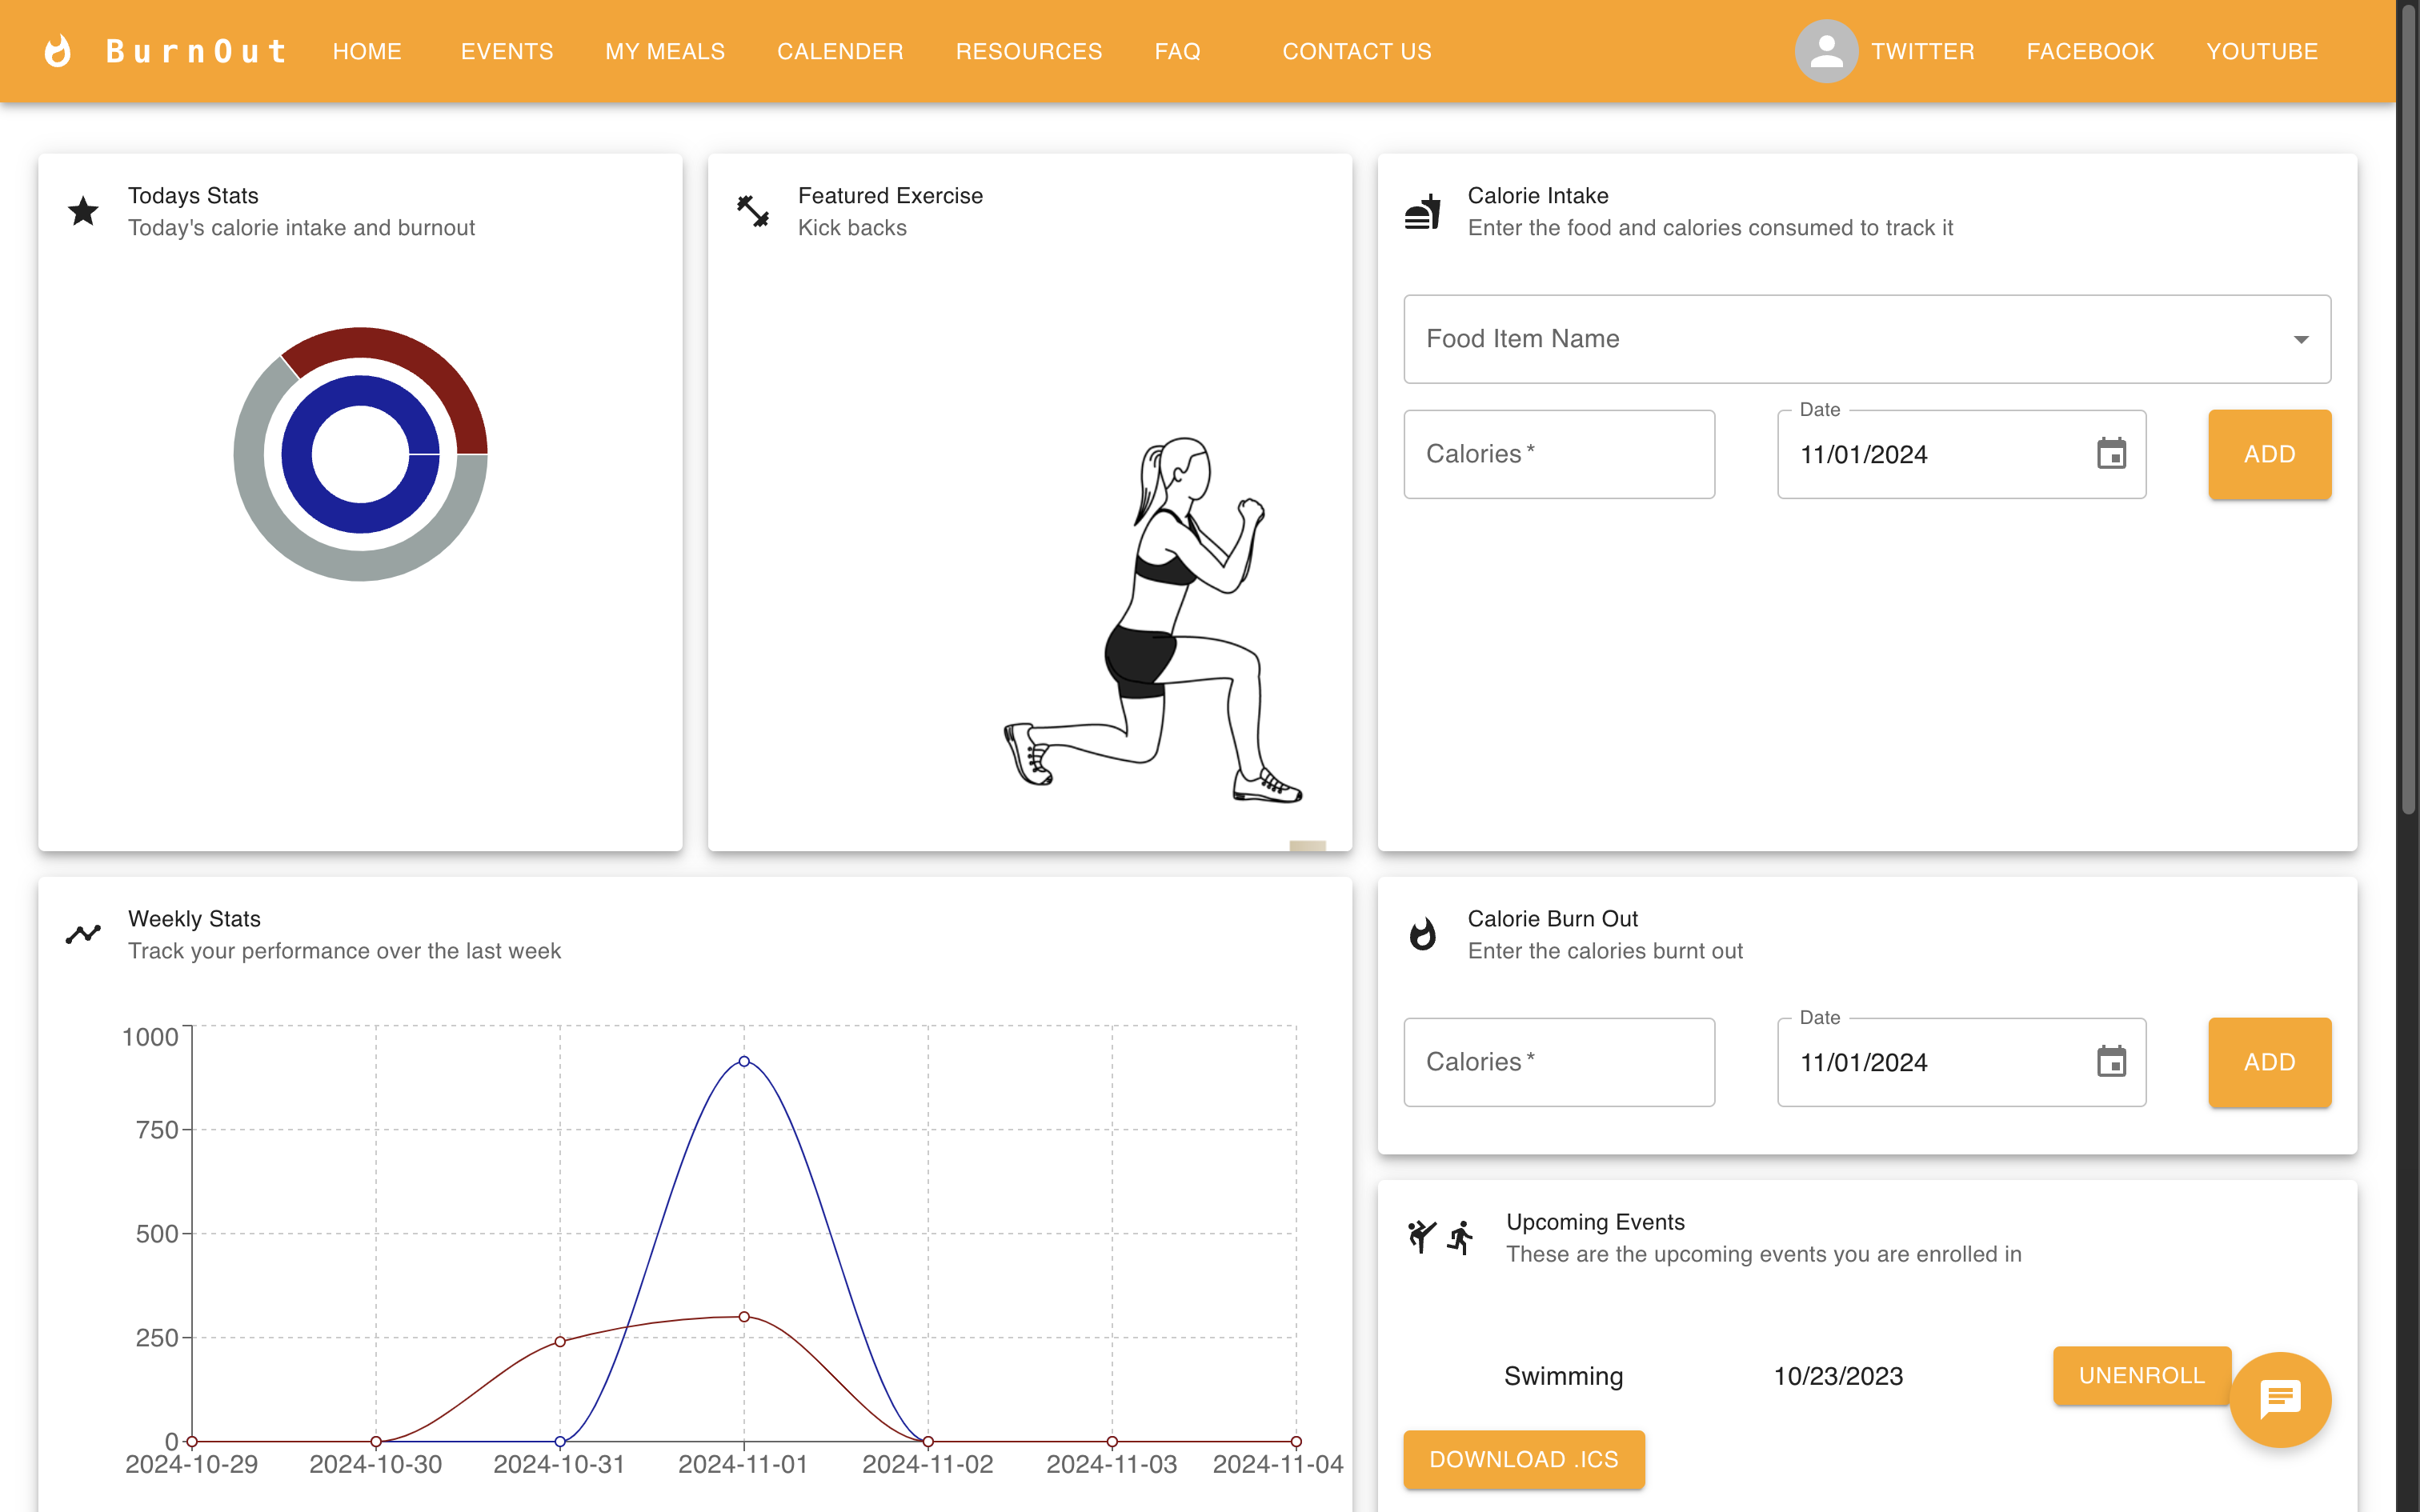 BurnOut HOME EVENTS MY MEALS CALENDER RESOURCES FAQ CONTACT US TWITTER FACEBOOK YOUTUBE
Todays Stats
Today's calorie intake and burnout
Featured Exercise
Kick backs
Calorie Intake
Enter the food and calories consumed to track it
Food Item Name
Calories *
Date
11/01/2024
ADD
Weekly Stats
Track your performance over the last week
1000
750
500
250
0
2024-10-29 2024-10-30 2024-10-31 2024-11-01 2024-11-02 2024-11-03 2024-11-04
Calorie Burn Out
Enter the calories burnt out
Calories *
Date
11/01/2024
ADD
Upcoming Events
These are the upcoming events you are enrolled in
Swimming 10/23/2023 UNENROLL
DOWNLOAD .ICS